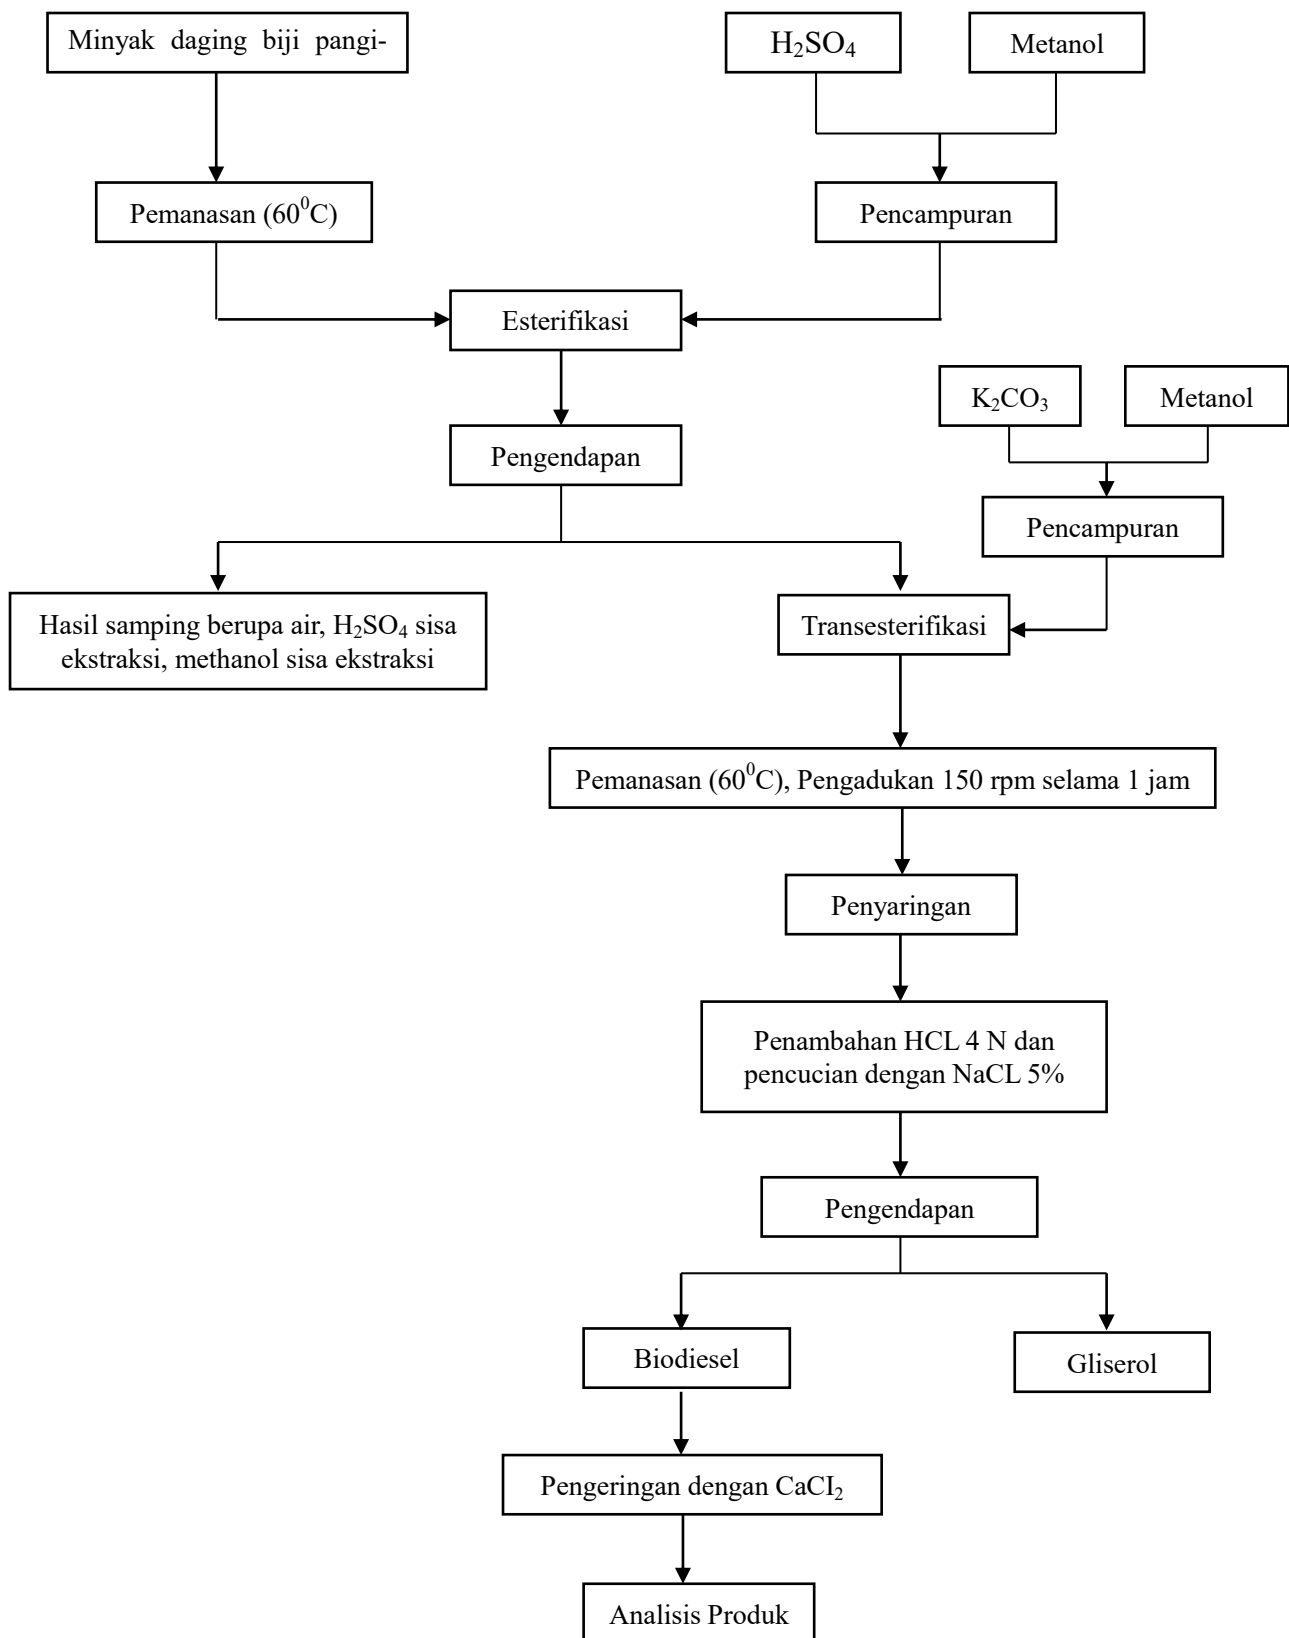 Minyak daging biji pangi-
H₂SO₄
Metanol
Pemanasan (60⁰C)
Pencampuran
Esterifikasi
K₂CO₃
Metanol
Pengendapan
Pencampuran
Hasil samping berupa air, H₂SO₄ sisa
ekstraksi, methanol sisa ekstraksi
Transesterifikasi
Pemanasan (60⁰C), Pengadukan 150 rpm selama 1 jam
Penyaringan
Penambahan HCL 4 N dan
pencucian dengan NaCL 5%
Pengendapan
Biodiesel
Gliserol
Pengeringan dengan CaCI₂
Analisis Produk